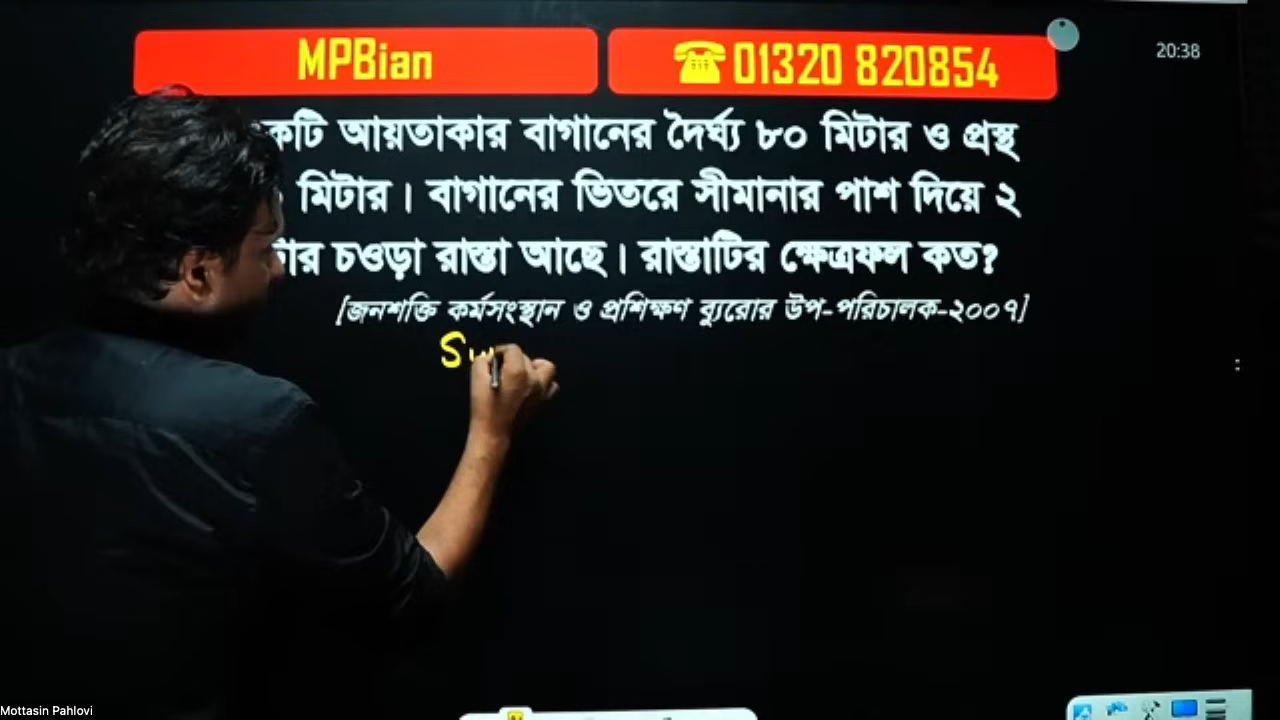 MPBian
☎01320 820854
20:38
কটি আয়তাকার বাগানের দৈর্ঘ্য ৮০ মিটার ও প্রস্থ
মিটার। বাগানের ভিতরে সীমানার পাশ দিয়ে ২
চওড়া রাস্তা আছে। রাস্তাটির ক্ষেত্রফল কত?
[জনশক্তি কর্মসংস্থান ও প্রশিক্ষণ ব্যুরোর উপ-পরিচালক-২০০৭]
Mottasin Pahlovi